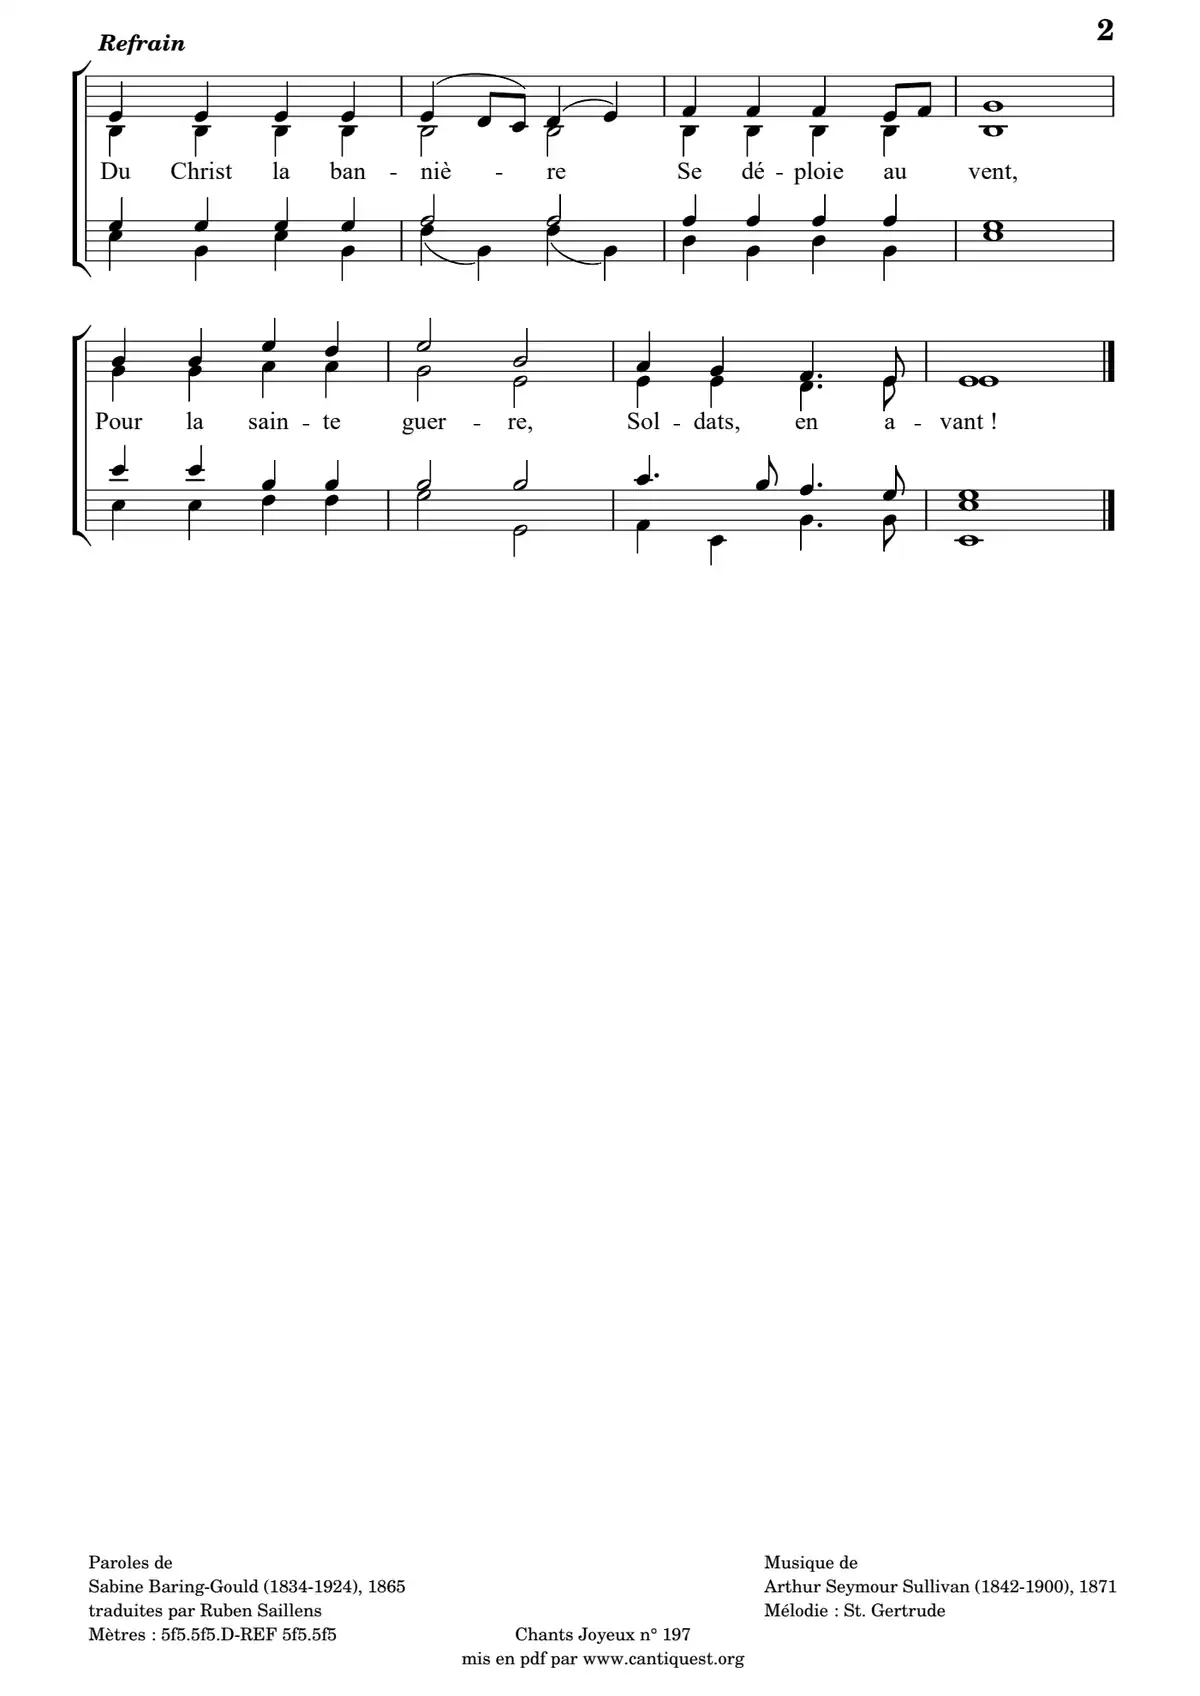 2
Refrain
Du Christ la ban - niè - re Se dé - ploie au vent,
Pour la sain - te guer - re, Sol - dats, en a - vant !
Paroles de
Sabine Baring-Gould (1834-1924), 1865
traduites par Ruben Saillens
Mètres : 5f5.5f5.D-REF 5f5.5f5
Musique de
Arthur Seymour Sullivan (1842-1900), 1871
Mélodie : St. Gertrude
Chants Joyeux n° 197
mis en pdf par www.cantiquest.org